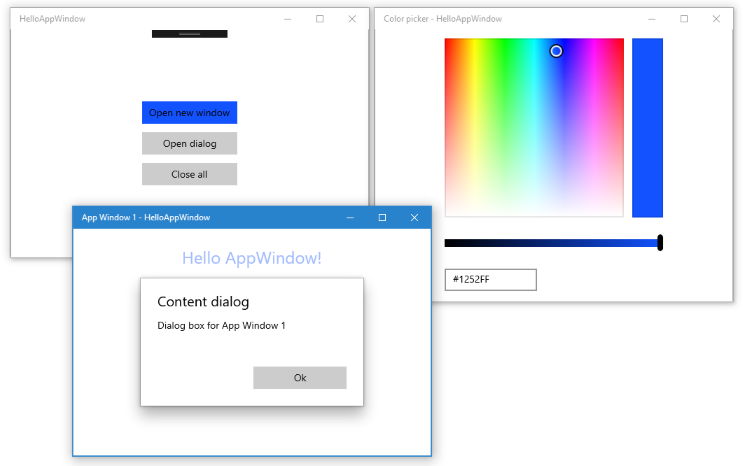 HelloAppWindow
Open new window
Open dialog
Close all
Color picker - HelloAppWindow
#1252FF
App Window 1 - HelloAppWindow
Hello AppWindow!
Content dialog
Dialog box for App Window 1
Ok